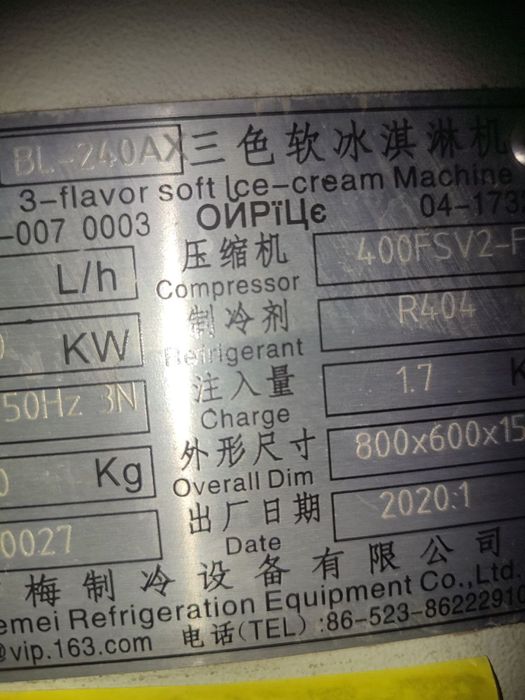 BL-240AX 三色软冰淇淋机
3-flavor soft Ice-cream Machine
-007 0003 ОЙРїЦє 04-173
L/h 压缩机 400FSV2-F
Compressor
KW 制冷剂 R404
Refrigerant
50Hz 3N 注入量 1.7 K
Charge
Kg 外形尺寸 800x600x15
Overall Dim
0027 出厂日期 2020.1
Date
梅制冷设备有限公司
emei Refrigeration Equipment Co.,Ltd.
@vip.163.com 电话(TEL):86-523-86222910